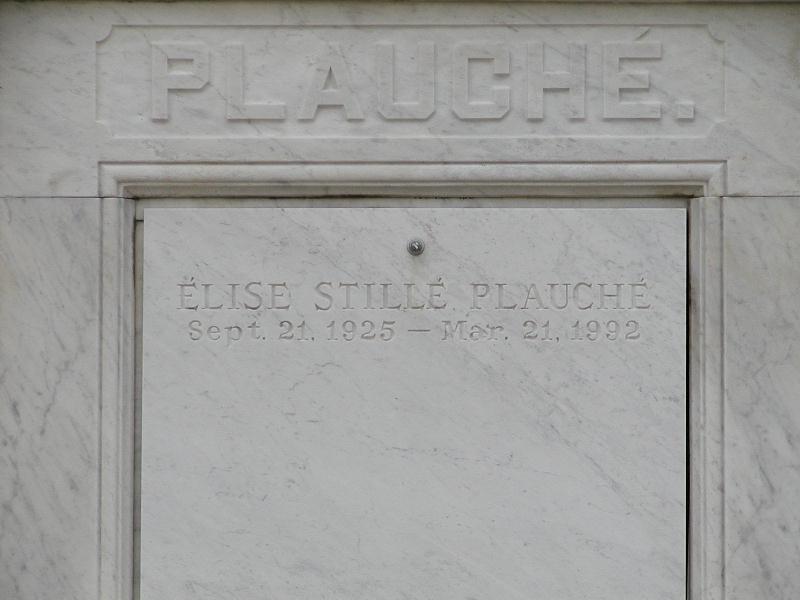 PLAUCHÉ.
ÉLISE STILLÉ PLAUCHÉ
Sept. 21, 1925 — Mar. 21, 1992